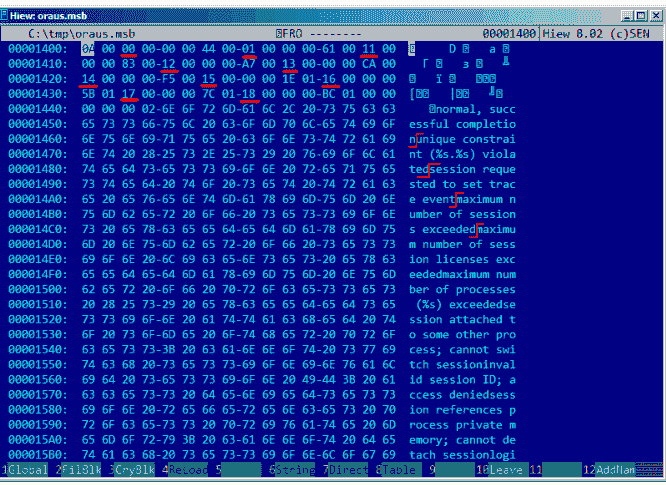 Hiew: oraus.msb
C:\tmp\oraus.msb FRO -------- 00001400 Hiew 8.02 (c)SEN
00001400: 0A 00 00 00-00 00 44 00-01 00 00 00-61 00 11 00 D a
00001410: 00 00 83 00-12 00 00 00-A7 00 13 00-00 00 CA 00
00001420: 14 00 00 00-F5 00 15 00-00 00 1E 01-16 00 00 00
00001430: 5B 01 17 00-00 00 7C 01-18 00 00 00-BC 01 00 00 [ |
00001440: 00 00 00 02-6E 6F 72 6D-61 6C 2C 20-73 75 63 63 normal, succ
00001450: 65 73 73 66-75 6C 20 63-6F 6D 70 6C-65 74 69 6F essful completio
00001460: 6E 75 6E 69-71 75 65 20-63 6F 6E 73-74 72 61 69 nunique constrai
00001470: 6E 74 20 28-25 73 2E 25-73 29 20 76-69 6F 6C 61 nt (%s.%s) viola
00001480: 74 65 64 73-65 73 73 69-6F 6E 20 72-65 71 75 65 tedsession reque
00001490: 73 74 65 64-20 74 6F 20-73 65 74 20-74 72 61 63 sted to set trac
000014A0: 65 20 65 76-65 6E 74 6D-61 78 69 6D-75 6D 20 6E e eventmaximum n
000014B0: 75 6D 62 65-72 20 6F 66-20 73 65 73-73 69 6F 6E umber of session
000014C0: 73 20 65 78-63 65 65 64-65 64 6D 61-78 69 6D 75 s exceededmaximu
000014D0: 6D 20 6E 75-6D 62 65 72-20 6F 66 20-73 65 73 73 m number of sess
000014E0: 69 6F 6E 20-6C 69 63 65-6E 73 65 73-20 65 78 63 ion licenses exc
000014F0: 65 65 64 65-64 6D 61 78-69 6D 75 6D-20 6E 75 6D eededmaximum num
00001500: 62 65 72 20-6F 66 20 70-72 6F 63 65-73 73 65 73 ber of processes
00001510: 20 28 25 73-29 20 65 78-63 65 65 64-65 64 73 65 (%s) exceededse
00001520: 73 73 69 6F-6E 20 61 74-74 61 63 68-65 64 20 74 ssion attached t
00001530: 6F 20 73 6F-6D 65 20 6F-74 68 65 72-20 70 72 6F o some other pro
00001540: 63 65 73 73-3B 20 63 61-6E 6E 6F 74-20 73 77 69 cess; cannot swi
00001550: 74 63 68 20-73 65 73 73-69 6F 6E 69-6E 76 61 6C tch sessioninval
00001560: 69 64 20 73-65 73 73 69-6F 6E 20 49-44 3B 20 61 id session ID; a
00001570: 63 63 65 73-73 20 64 65-6E 69 65 64-73 65 73 73 ccess deniedsess
00001580: 69 6F 6E 20-72 65 66 65-72 65 6E 63-65 73 20 70 ion references p
00001590: 72 6F 63 65-73 73 20 70-72 69 76 61-74 65 20 6D rocess private m
000015A0: 65 6D 6F 72-79 3B 20 63-61 6E 6E 6F-74 20 64 65 emory; cannot de
000015B0: 74 61 63 68-20 73 65 73-73 69 6F 6E-6C 6F 67 69 tach sessionlogi
1Global 2FilBlk 3CryBlk 4ReLoad 5 6String 7Direct 8Table 9 10Leave 11 12AddNam